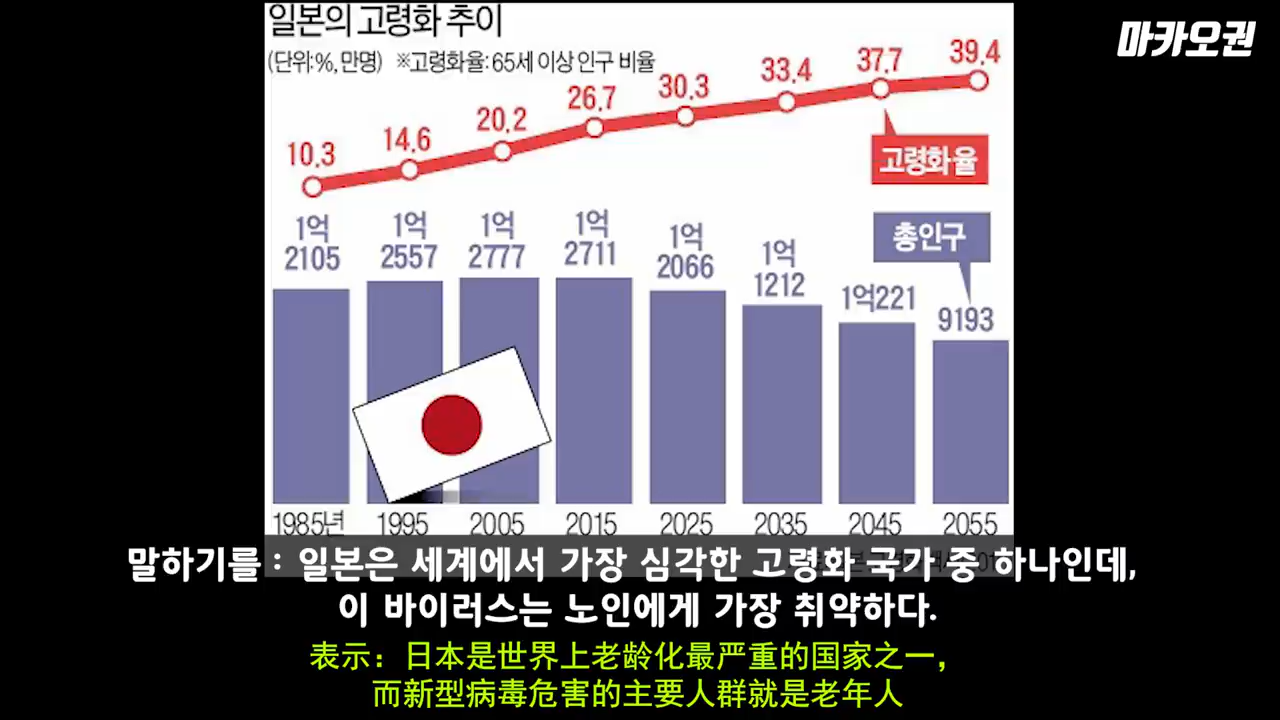 일본의 고령화 추이
마카오권
(단위:%, 만명) ※고령화율:65세 이상 인구 비율
10.3 14.6 20.2 26.7 30.3 33.4 37.7 39.4
고령화율
총인구
1억 2105
1억 2557
1억 2777
1억 2711
1억 2066
1억 1212
1억221
9193
1985년 1995 2005 2015 2025 2035 2045 2055
말하기를 : 일본은 세계에서 가장 심각한 고령화 국가 중 하나인데,
이 바이러스는 노인에게 가장 취약하다.
表示：日本是世界上老龄化最严重的国家之一，
而新型病毒危害的主要人群就是老年人